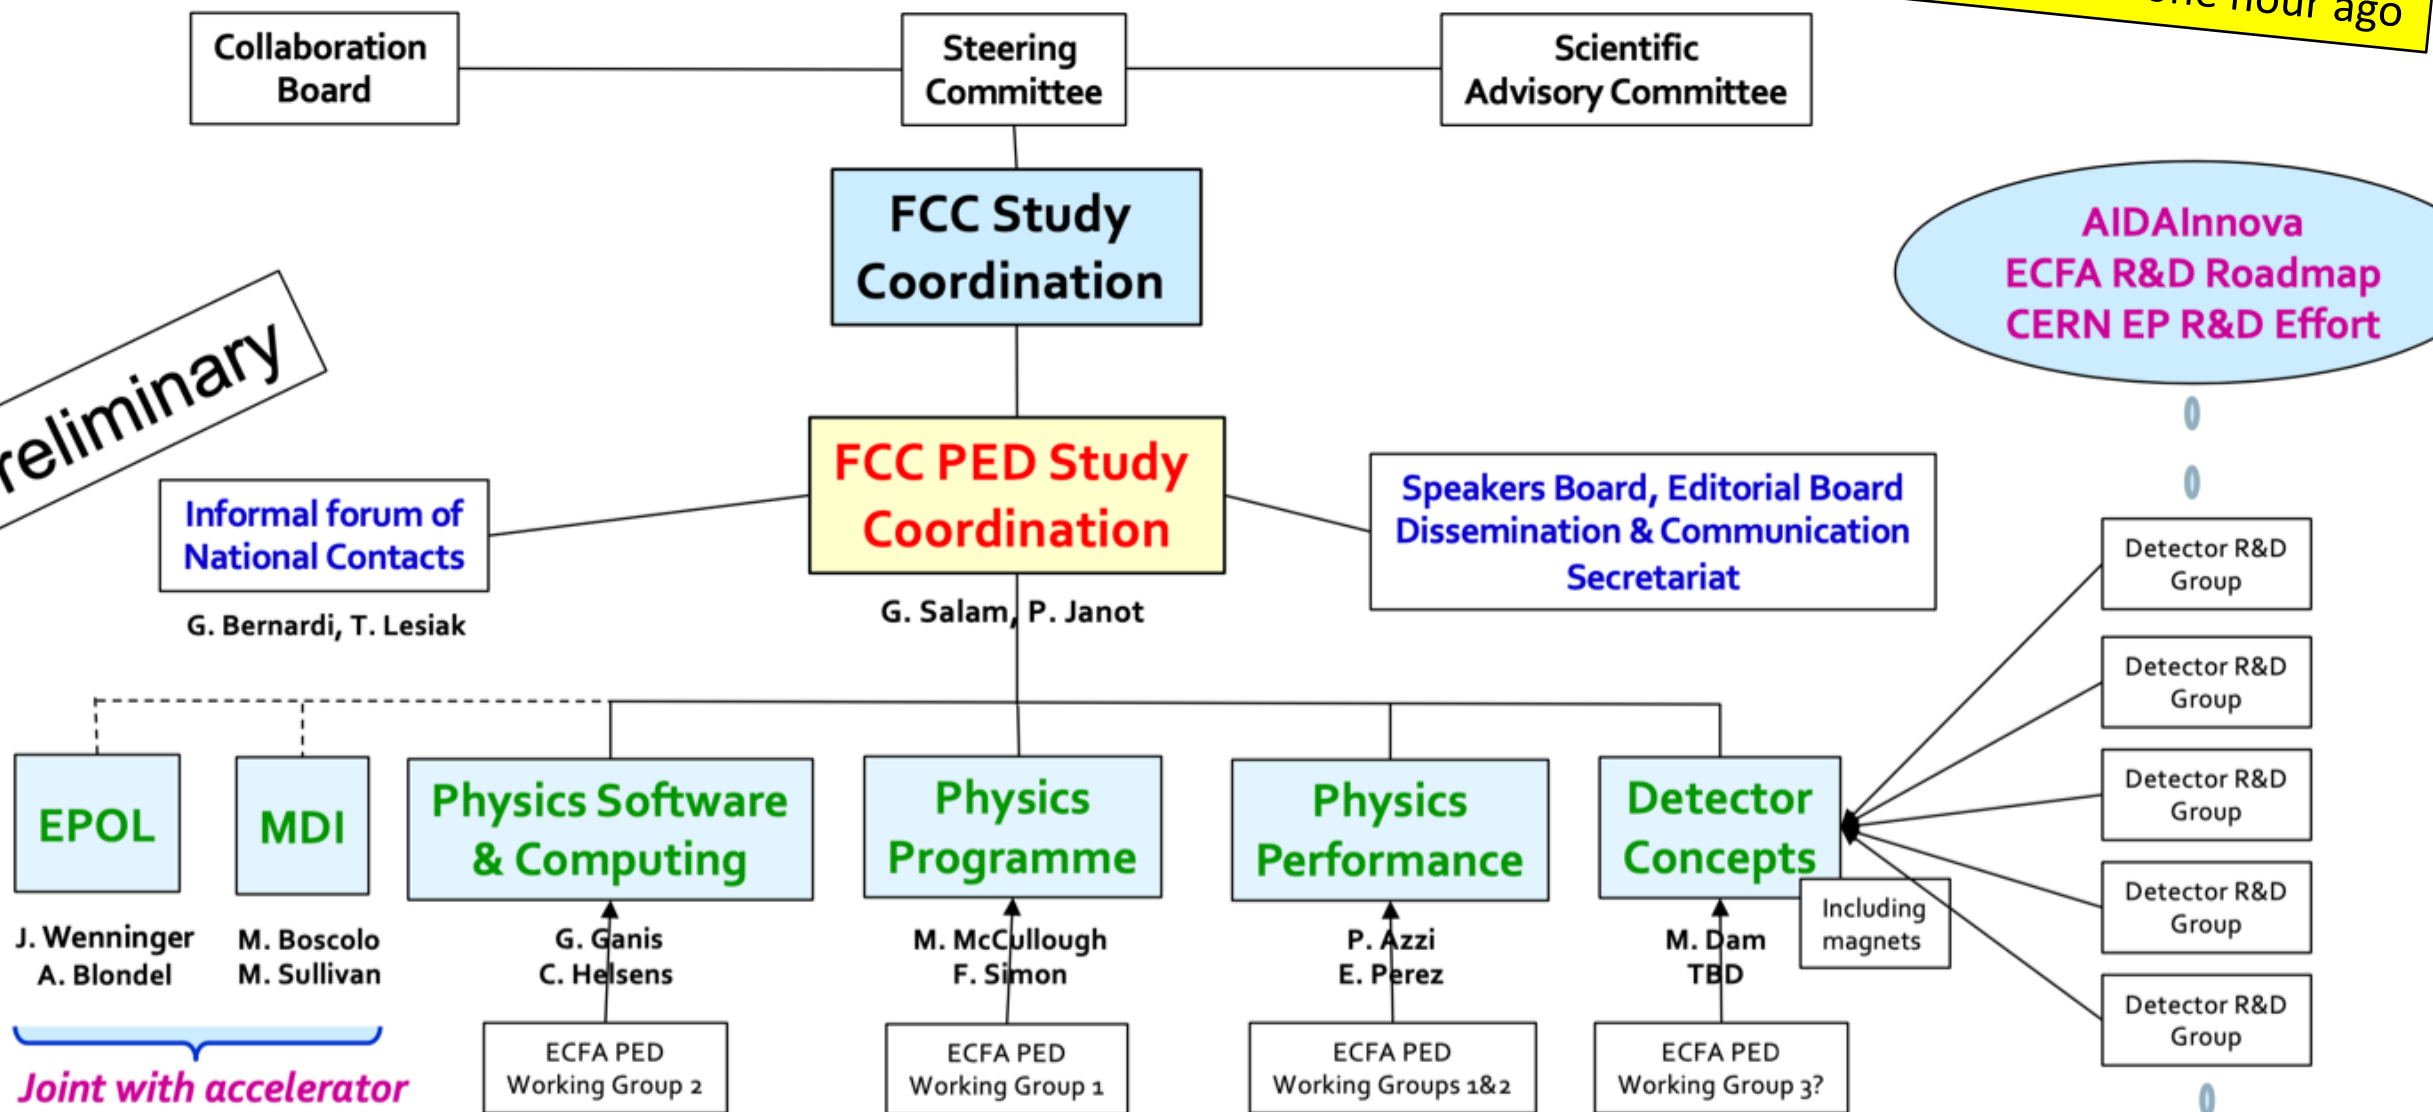 hour ago
Collaboration
Board
Steering
Committee
Scientific
Advisory Committee
FCC Study
Coordination
AIDAInnova
ECFA R&D Roadmap
CERN EP R&D Effort
reliminary
FCC PED Study
Coordination
Informal forum of
National Contacts
G. Bernardi, T. Lesiak
G. Salam, P. Janot
Speakers Board, Editorial Board
Dissemination & Communication
Secretariat
Detector R&D
Group
Detector R&D
Group
Detector R&D
Group
Detector R&D
Group
Detector R&D
Group
EPOL
MDI
Physics Software
& Computing
Physics
Programme
Physics
Performance
Detector
Concepts
Including
magnets
J. Wenninger
A. Blondel
M. Boscolo
M. Sullivan
G. Ganis
C. Helsens
M. McCullough
F. Simon
P. Azzi
E. Perez
M. Dam
TBD
Joint with accelerator
ECFA PED
Working Group 2
ECFA PED
Working Group 1
ECFA PED
Working Groups 1&2
ECFA PED
Working Group 3?